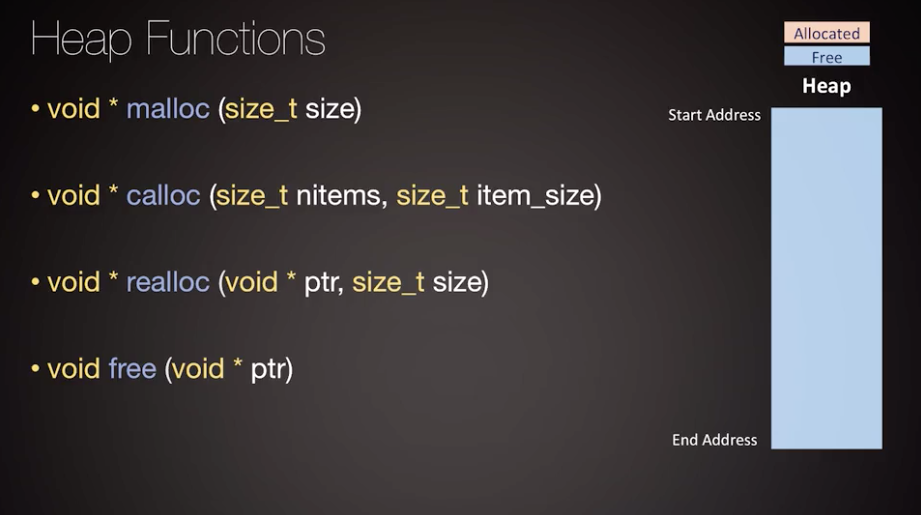 Heap Functions
• void * malloc (size_t size)
• void * calloc (size_t nitems, size_t item_size)
• void * realloc (void * ptr, size_t size)
• void free (void * ptr)
Allocated
Free
Heap
Start Address
End Address